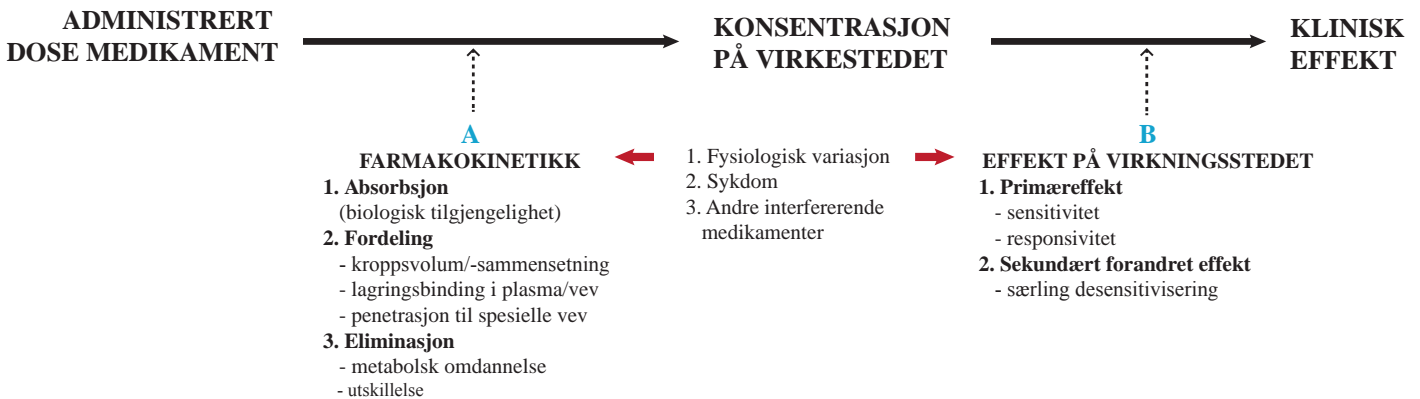 ADMINISTRERT
DOSE MEDIKAMENT
KONSENTRASJON
PÅ VIRKESTEDET
KLINISK
EFFEKT
A
FARMAKOKINETIKK
1. Absorbsjon
(biologisk tilgjengelighet)
2. Fordeling
- kroppsvolum/-sammensetning
- lagringsbinding i plasma/vev
- penetrasjon til spesielle vev
3. Eliminasjon
- metabolsk omdannelse
- utskillelse
1. Fysiologisk variasjon
2. Sykdom
3. Andre interfererende
medikamenter
B
EFFEKT PÅ VIRKNINGSSTEDET
1. Primæreffekt
- sensitivitet
- responsivitet
2. Sekundært forandret effekt
- særling desensitivisering